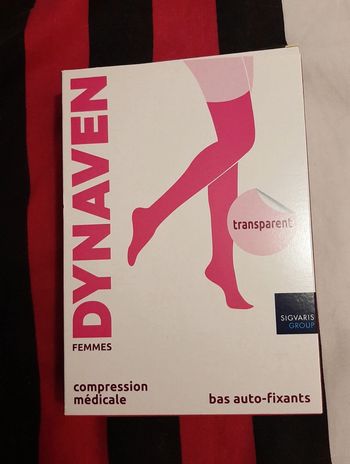 DYNAVEN
FEMMES
transparent
SIGVARIS
GROUP
compression
médicale
bas auto-fixants